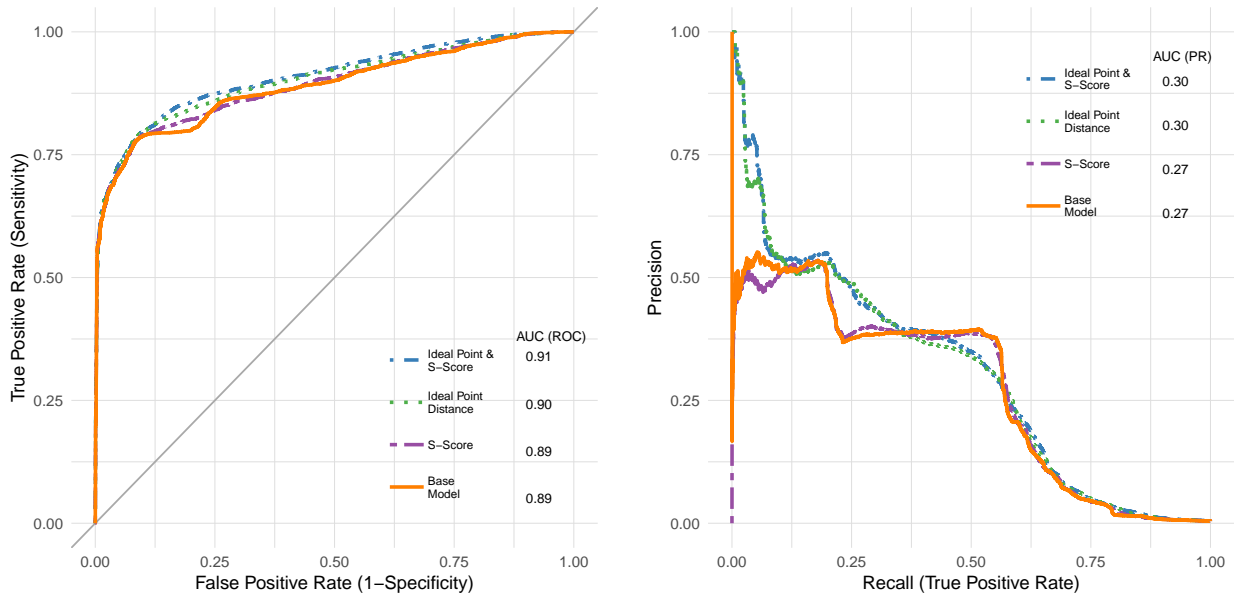 1.00
0.75
0.50
0.25
0.00
True Positive Rate (Sensitivity)
AUC (ROC)
Ideal Point &
S−Score
0.91
Ideal Point
Distance
0.90
S−Score
0.89
Base
Model
0.89
0.00
0.25
0.50
0.75
1.00
False Positive Rate (1−Specificity)
1.00
0.75
0.50
0.25
0.00
Precision
AUC (PR)
Ideal Point &
S−Score
0.30
Ideal Point
Distance
0.30
S−Score
0.27
Base
Model
0.27
0.00
0.25
0.50
0.75
1.00
Recall (True Positive Rate)